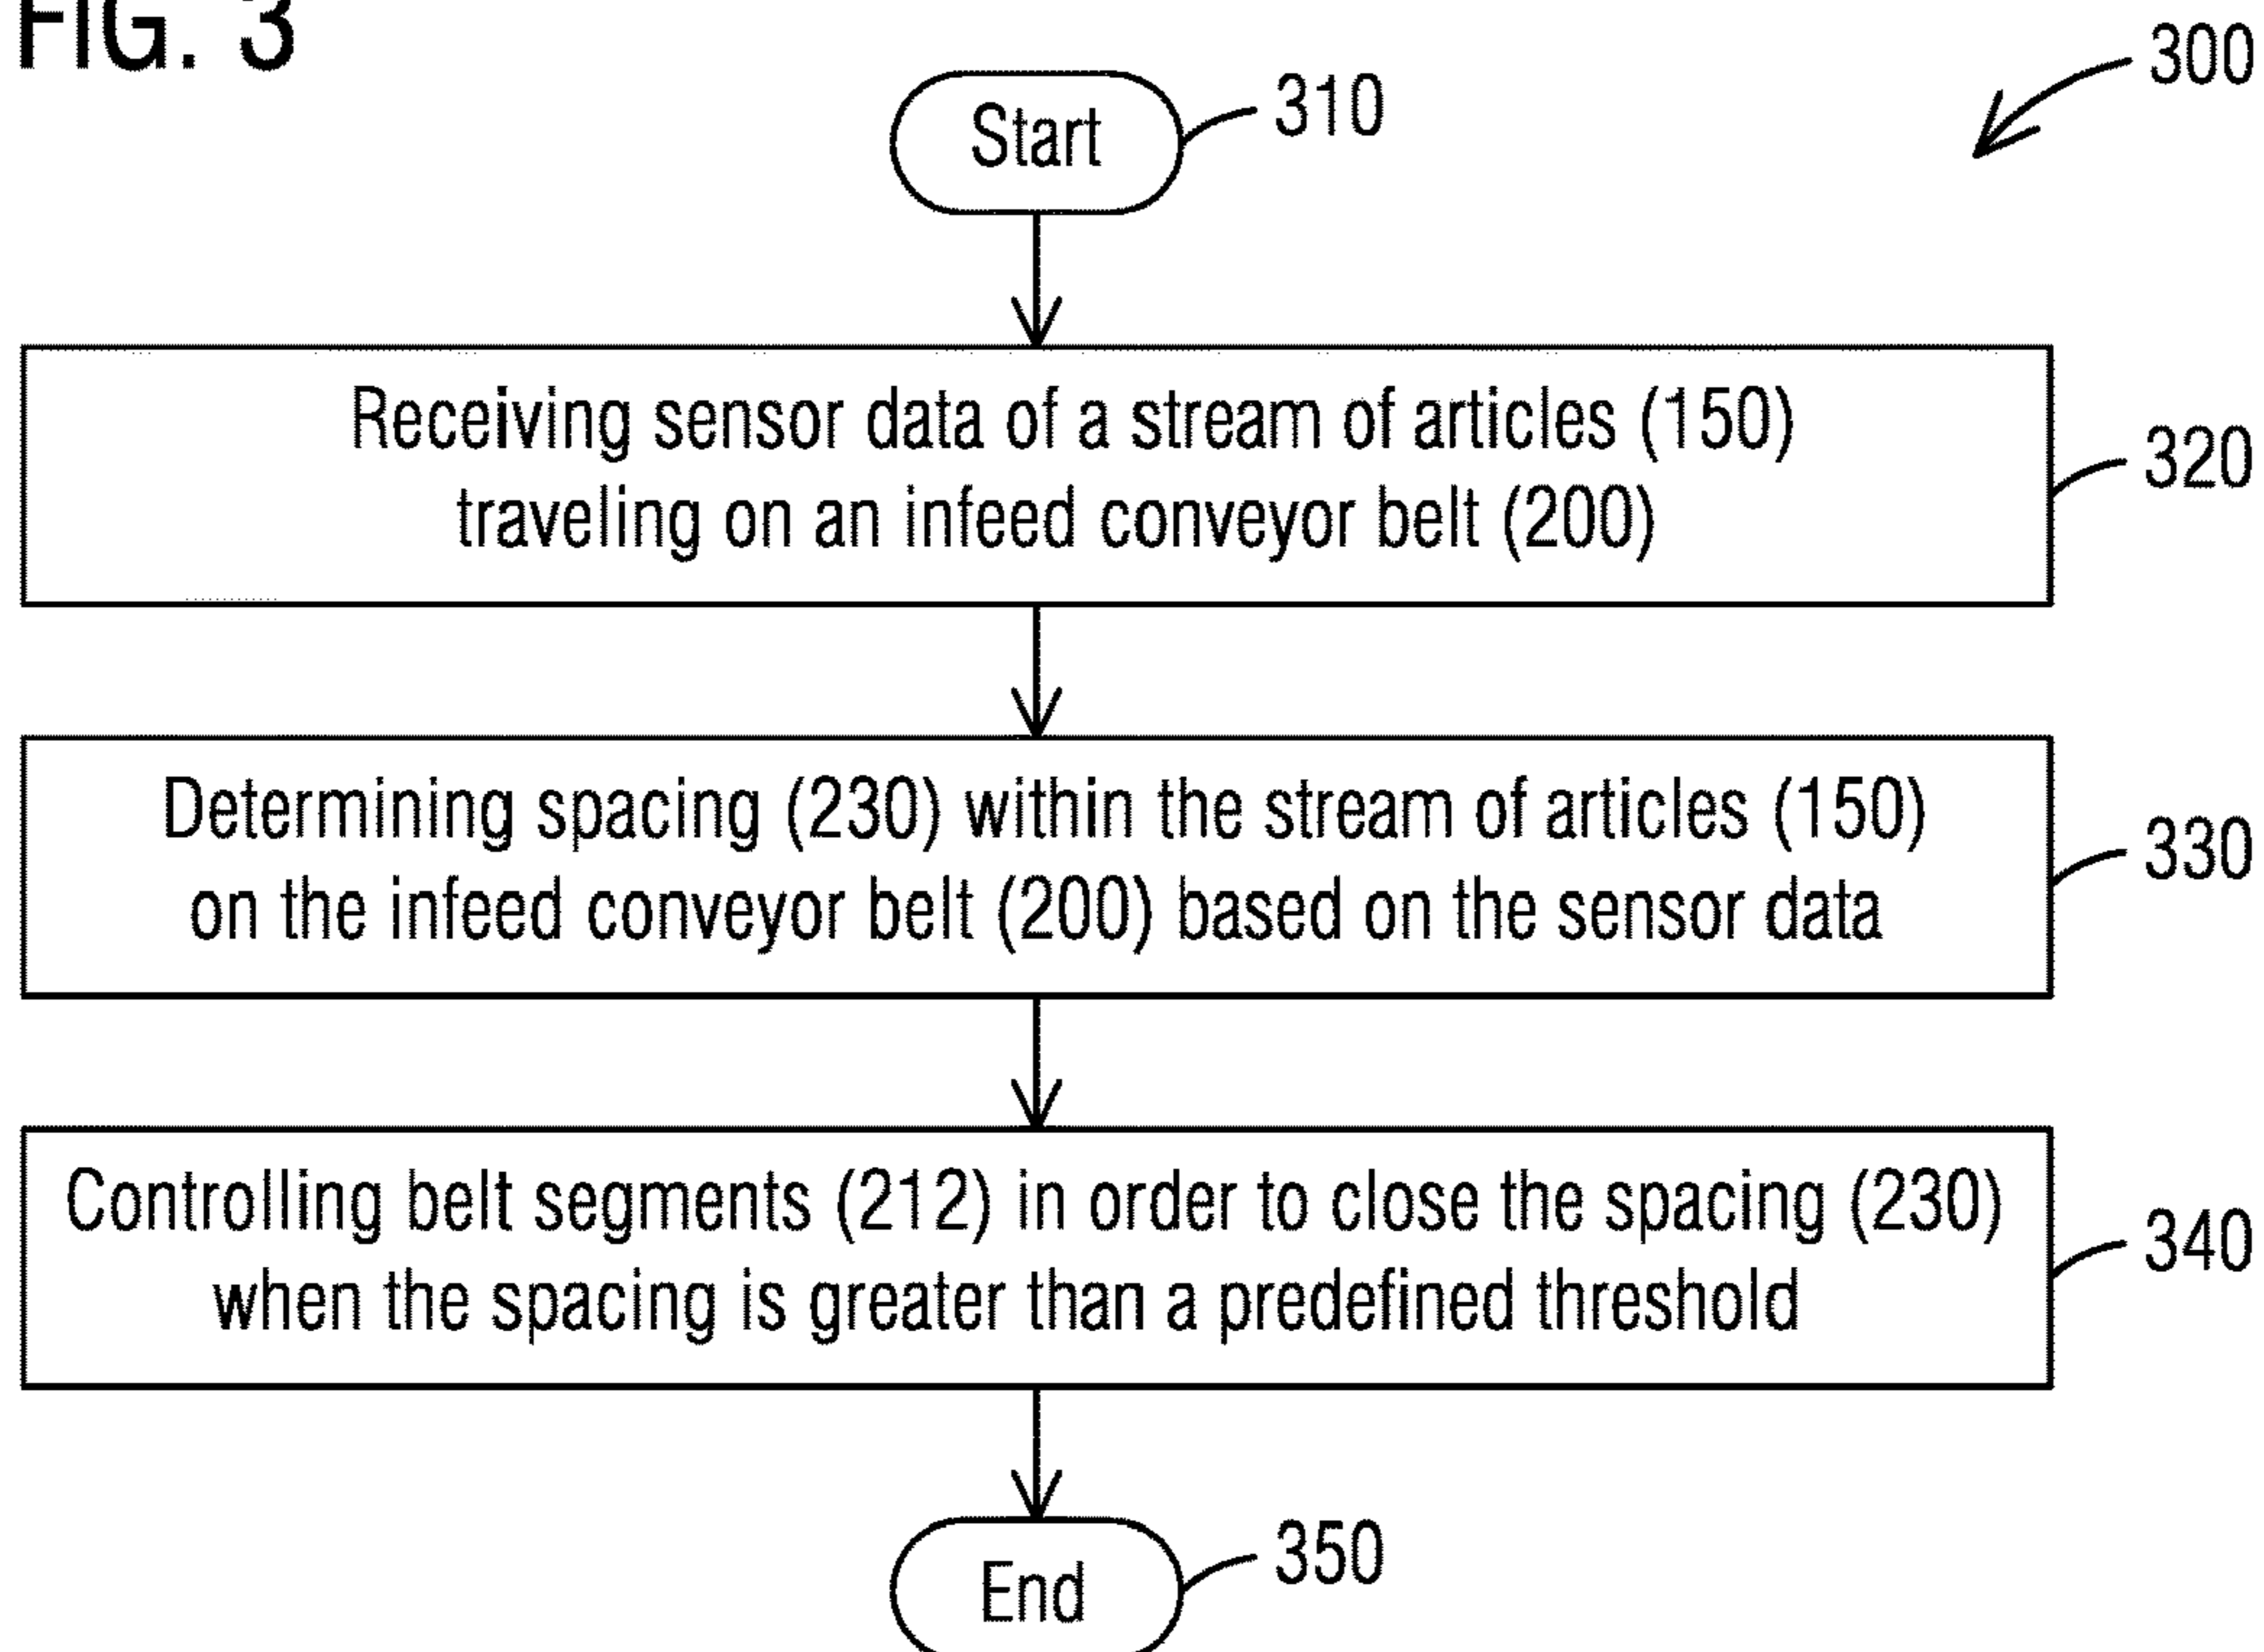 FIG. 3
300
Start
310
Receiving sensor data of a stream of articles (150)
traveling on an infeed conveyor belt (200)
320
Determining spacing (230) within the stream of articles (150)
on the infeed conveyor belt (200) based on the sensor data
330
Controlling belt segments (212) in order to close the spacing (230)
when the spacing is greater than a predefined threshold
340
End
350